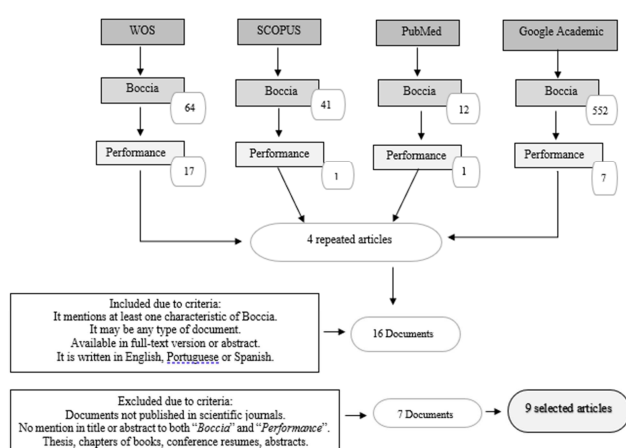 WOS
SCOPUS
PubMed
Google Academic
Boccia
64
Boccia
41
Boccia
12
Boccia
552
Performance
17
Performance
1
Performance
1
Performance
7
4 repeated articles
Included due to criteria:
It mentions at least one characteristic of Boccia.
It may be any type of document.
Available in full-text version or abstract.
It is written in English, Portuguese or Spanish.
16 Documents
Excluded due to criteria:
Documents not published in scientific journals.
No mention in title or abstract to both “Boccia” and “Performance”.
Thesis, chapters of books, conference resumes, abstracts.
7 Documents
9 selected articles